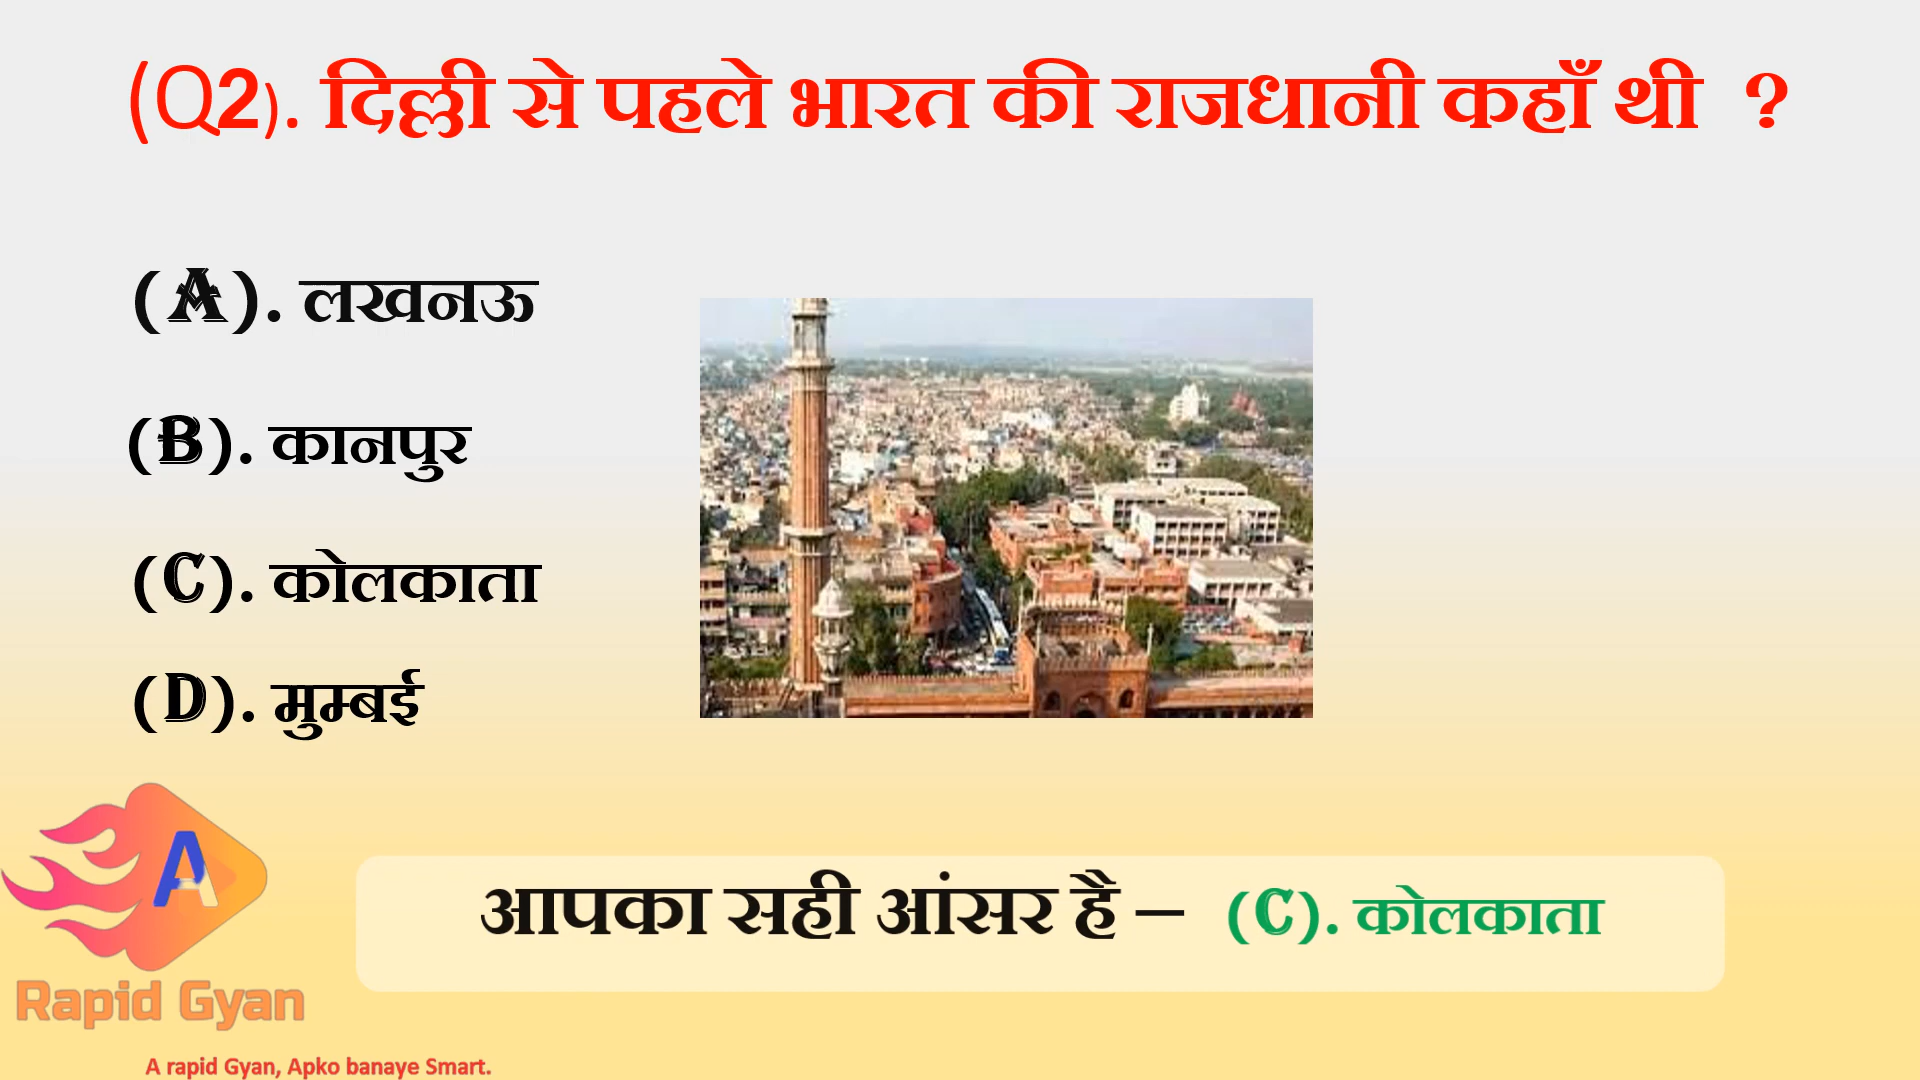 (Q2). दिल्ली से पहले भारत की राजधानी कहाँ थी ?
(A). लखनऊ
(B). कानपुर
(C). कोलकाता
(D). मुम्बई
A
आपका सही आंसर है – (C). कोलकाता
Rapid Gyan
A rapid Gyan, Apko banaye Smart.